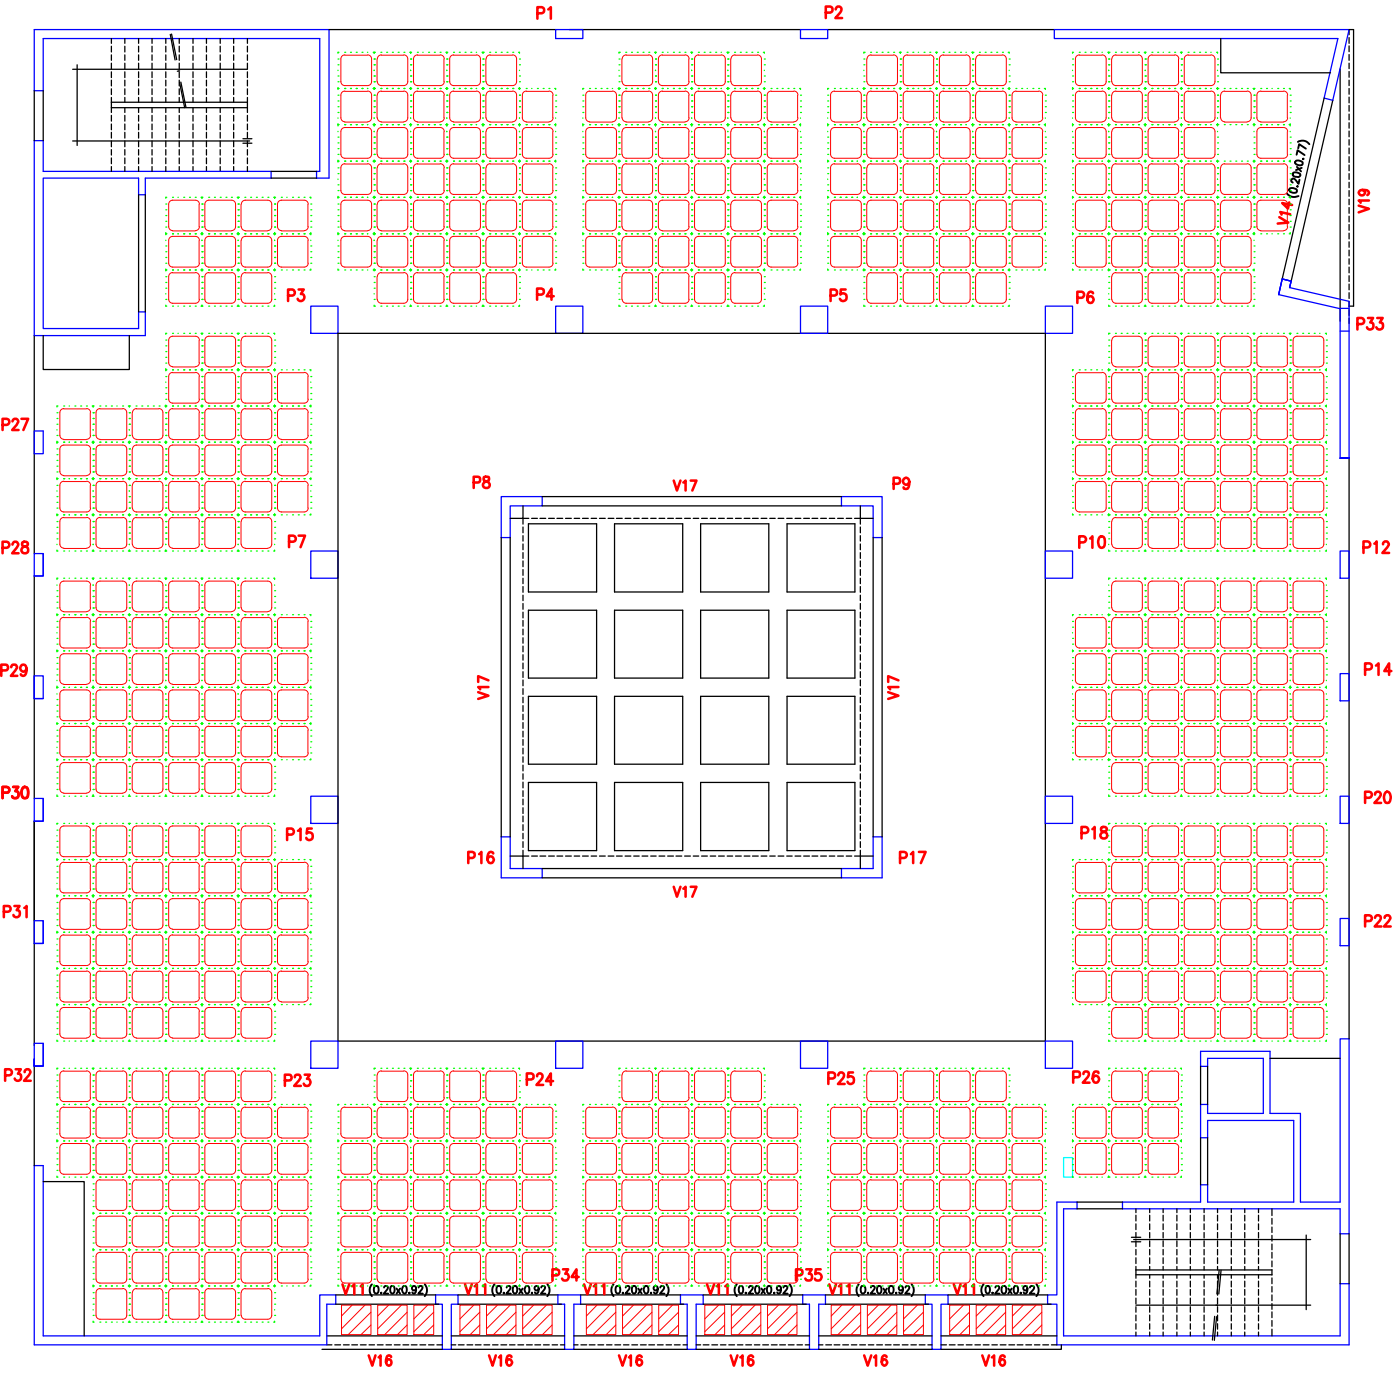 P1 P2
V14 (0.20x0.77)
V19
P3 P4 P5 P6
P33
P27
P8 V17 P9
P28 P7 P10 P12
P29 V17 V17 P14
P30 P20
P15 P16 P17 P18
V17
P31 P22
P32 P23 P24 P25 P26
P34 P35
V11 (0.20x0.92) V11 (0.20x0.92) V11 (0.20x0.92) V11 (0.20x0.92) V11 (0.20x0.92) V11 (0.20x0.92)
V16 V16 V16 V16 V16 V16